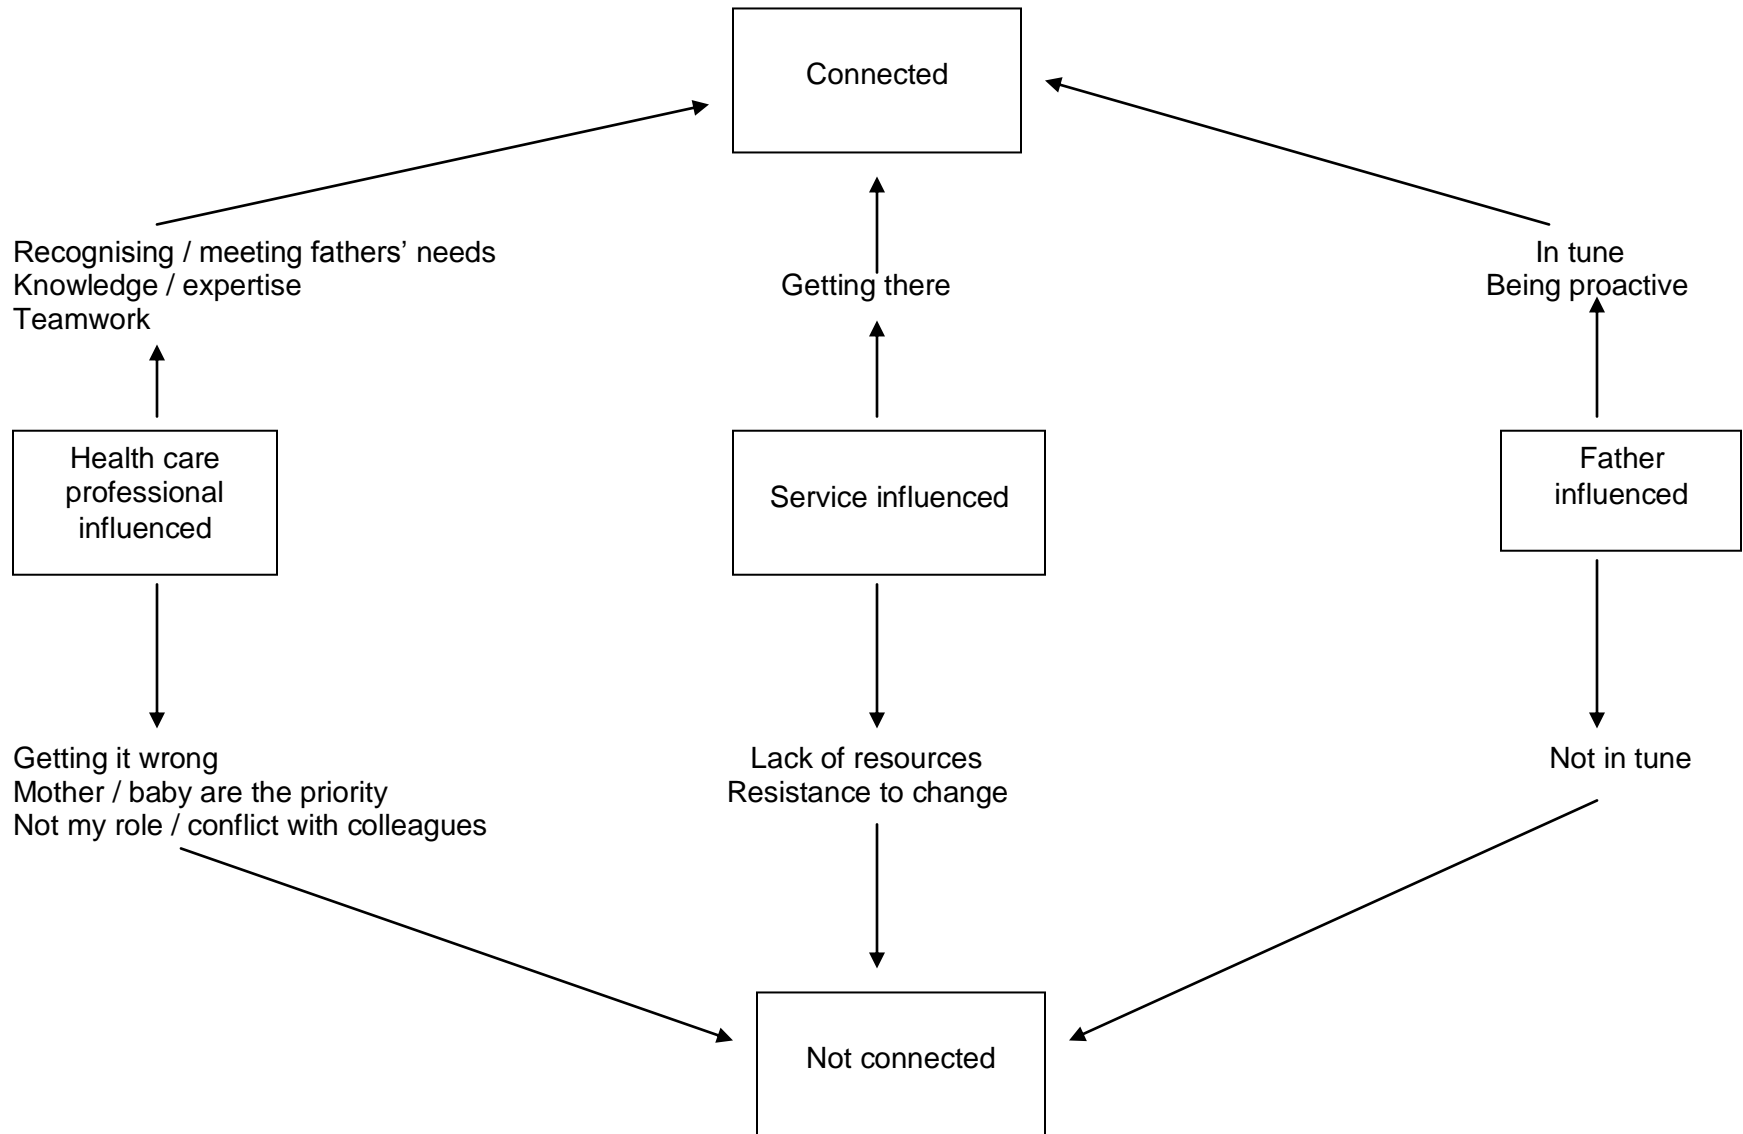 Connected
Recognising / meeting fathers’ needs
Knowledge / expertise
Teamwork
Getting there
In tune
Being proactive
Health care
professional
influenced
Service influenced
Father
influenced
Getting it wrong
Mother / baby are the priority
Not my role / conflict with colleagues
Lack of resources
Resistance to change
Not in tune
Not connected